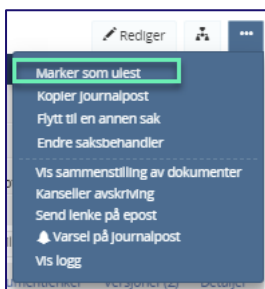 Rediger
Marker som ulest
Kopier journalpost
Flytt til en annen sak
Endre saksbehandler
Vis sammenstilling av dokumenter
Kanseller avskriving
Send lenke på epost
Varsel på journalpost
Vis logg
Versjoner (2) Detaljer